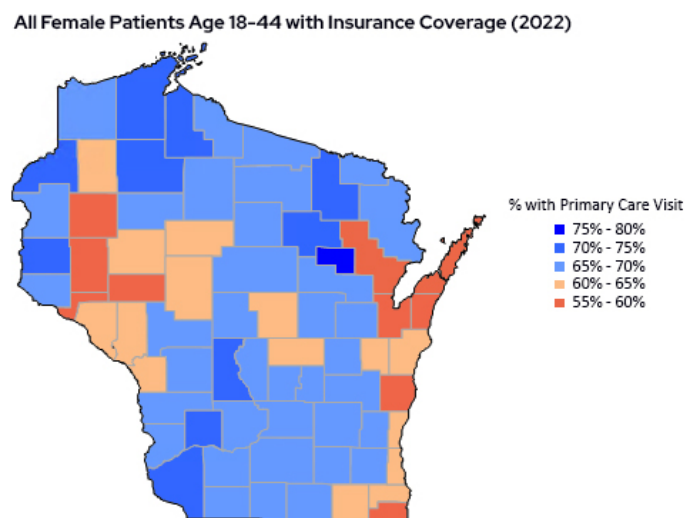 All Female Patients Age 18-44 with Insurance Coverage (2022)
% with Primary Care Visit
75% - 80%
70% - 75%
65% - 70%
60% - 65%
55% - 60%